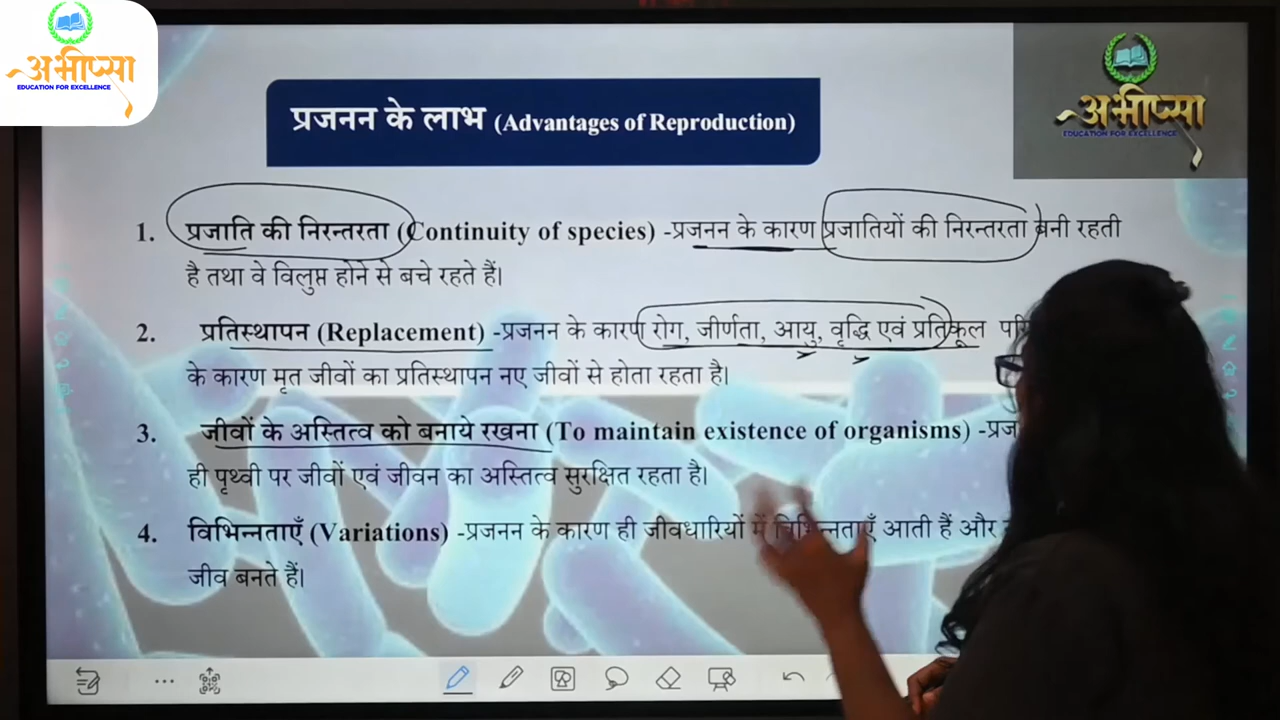 अभीप्सा
EDUCATION FOR EXCELLENCE
अभीप्सा
EDUCATION FOR EXCELLENCE
प्रजनन के लाभ (Advantages of Reproduction)
1. प्रजाति की निरन्तरता (Continuity of species) -प्रजनन के कारण प्रजातियों की निरन्तरता बनी रहती
है तथा वे विलुप्त होने से बचे रहते हैं।
2. प्रतिस्थापन (Replacement) -प्रजनन के कारण रोग, जीर्णता, आयु, वृद्धि एवं प्रतिकूल
के कारण मृत जीवों का प्रतिस्थापन नए जीवों से होता रहता है।
3. जीवों के अस्तित्व को बनाये रखना (To maintain existence of organisms) -
ही पृथ्वी पर जीवों एवं जीवन का अस्तित्व सुरक्षित रहता है।
4. विभिन्नताएँ (Variations) -प्रजनन के कारण ही जीवधारियों में विभिन्नताएँ आती हैं और
जीव बनते हैं।